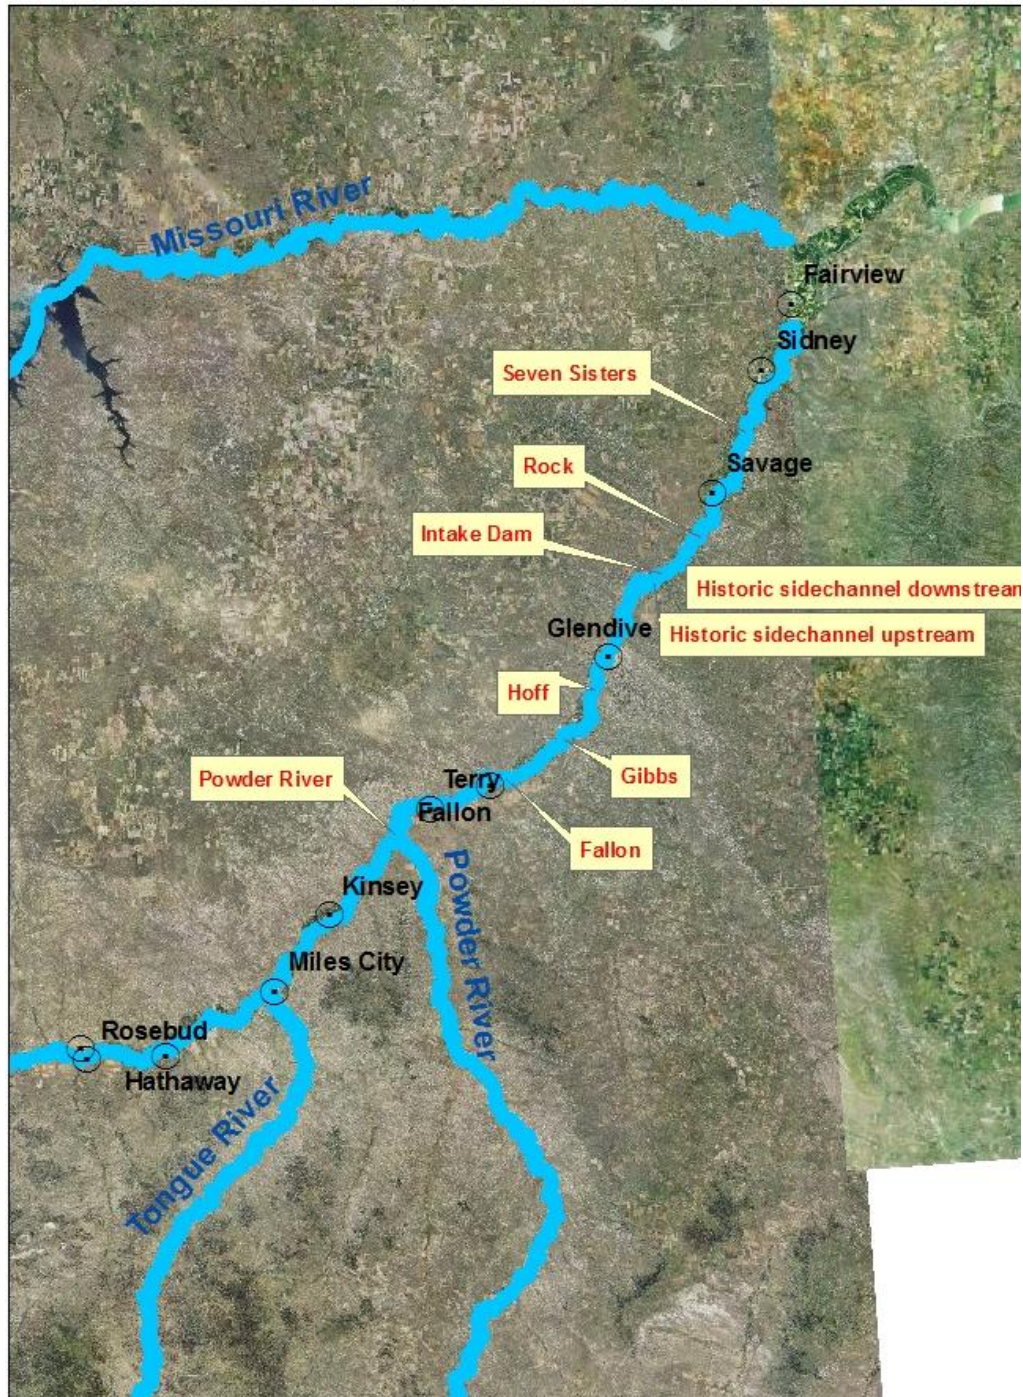 Missouri River
Fairview
Sidney
Seven Sisters
Savage
Rock
Intake Dam
Historic sidechannel downstream
Glendive
Historic sidechannel upstream
Hoff
Powder River
Terry
Gibbs
Fallon
Fallon
Kinsey
Powder River
Miles City
Rosebud
Hathaway
Tongue River